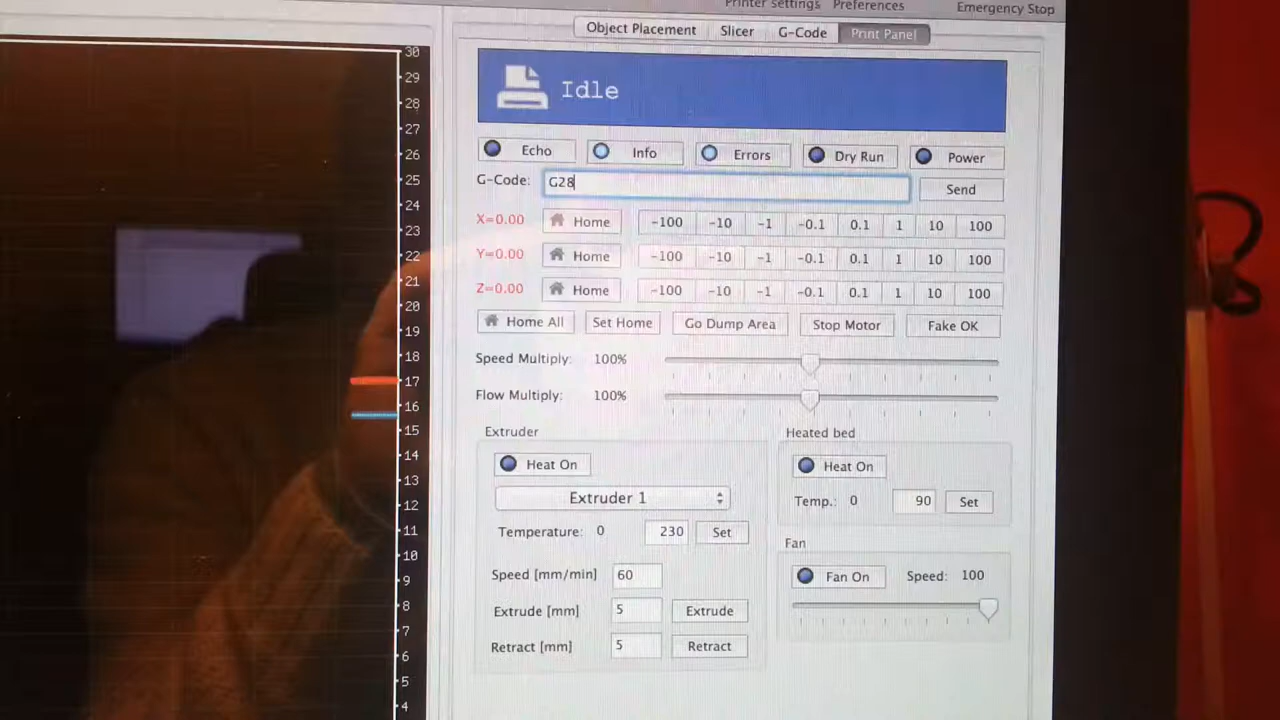 Printer settings Preferences Emergency Stop
Object Placement Slicer G-Code Print Panel
Idle
Echo Info Errors Dry Run Power
G-Code: G28 Send
X=0.00 Home -100 -10 -1 -0.1 0.1 1 10 100
Y=0.00 Home -100 -10 -1 -0.1 0.1 1 10 100
Z=0.00 Home -100 -10 -1 -0.1 0.1 1 10 100
Home All Set Home Go Dump Area Stop Motor Fake OK
Speed Multiply: 100%
Flow Multiply: 100%
Extruder
Heat On
Extruder 1
Temperature: 0 230 Set
Speed [mm/min] 60
Extrude [mm] 5 Extrude
Retract [mm] 5 Retract
Heated bed
Heat On
Temp.: 0 90 Set
Fan
Fan On Speed: 100
30
29
28
27
26
25
24
23
22
21
20
19
18
17
16
15
14
13
12
11
10
9
8
7
6
5
4